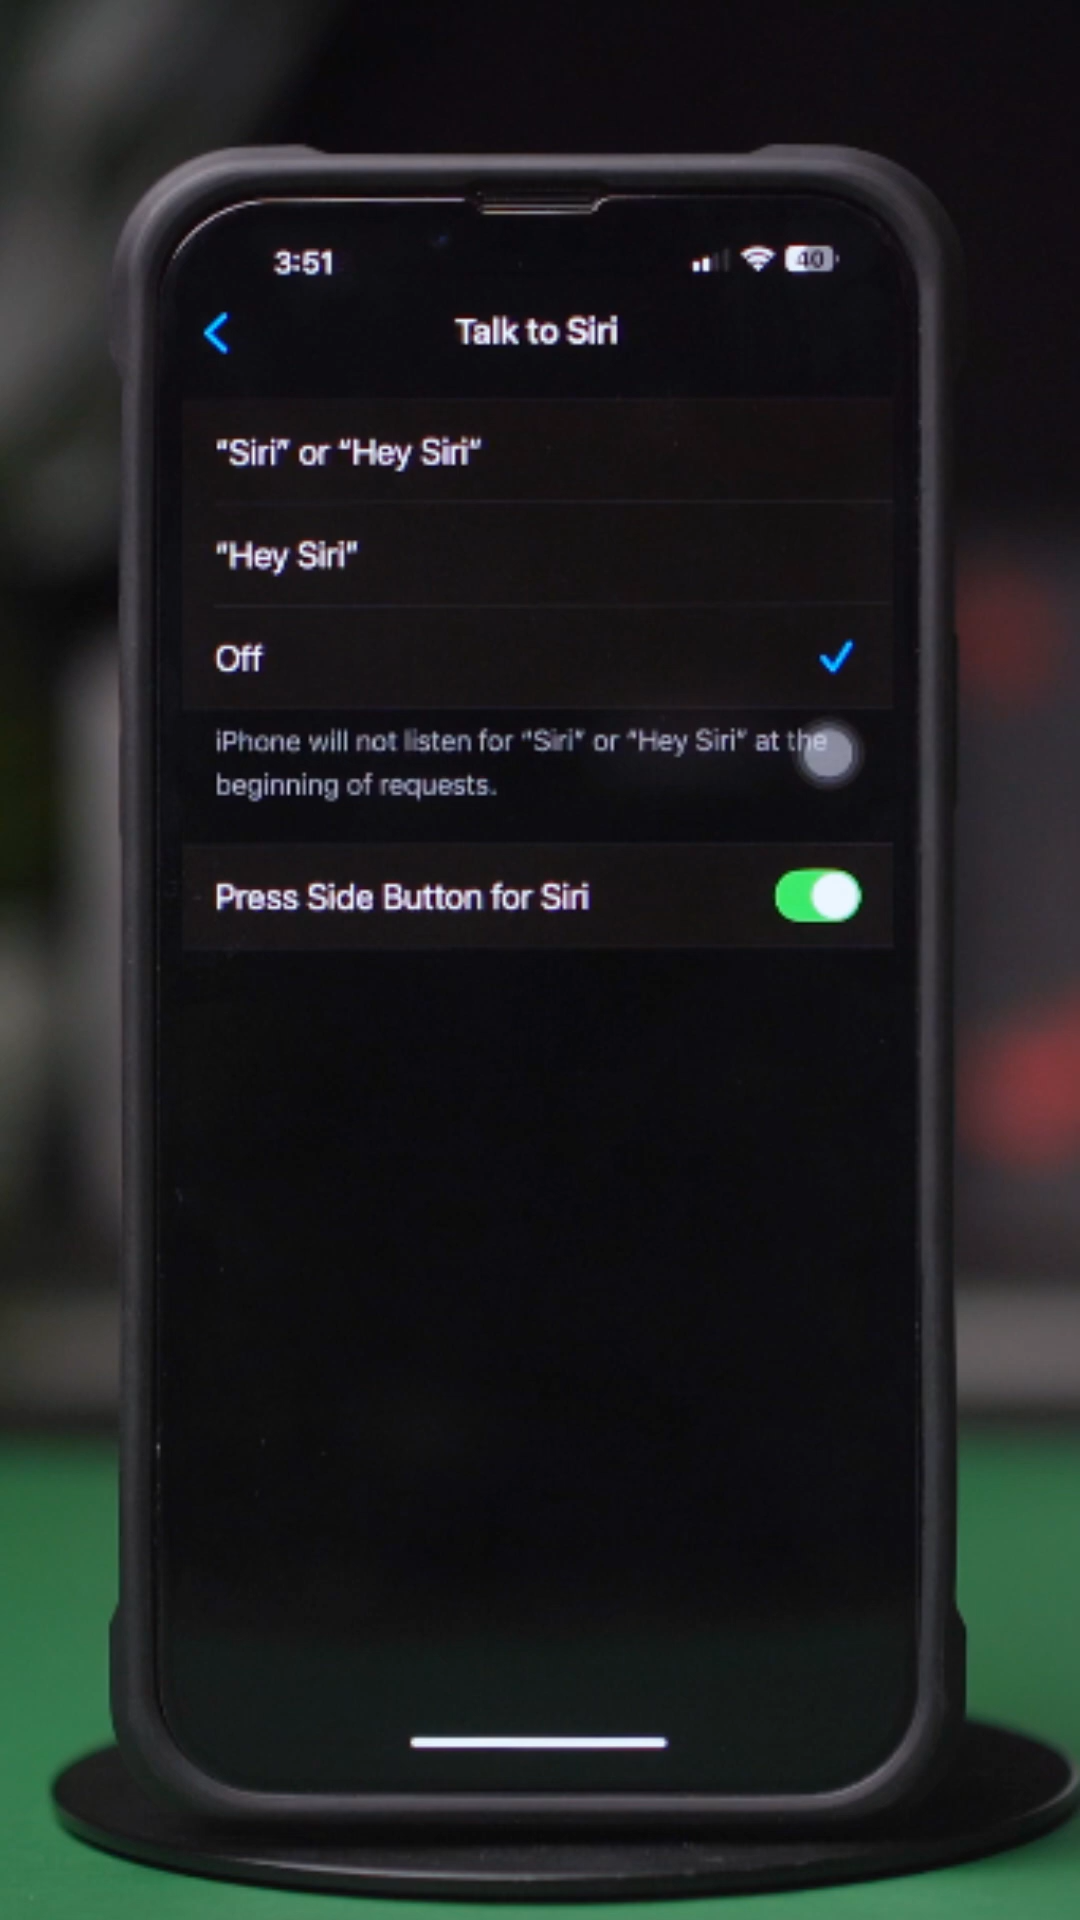 3:51
40
Talk to Siri
“Siri” or “Hey Siri”
“Hey Siri”
Off
iPhone will not listen for “Siri” or “Hey Siri” at the
beginning of requests.
Press Side Button for Siri